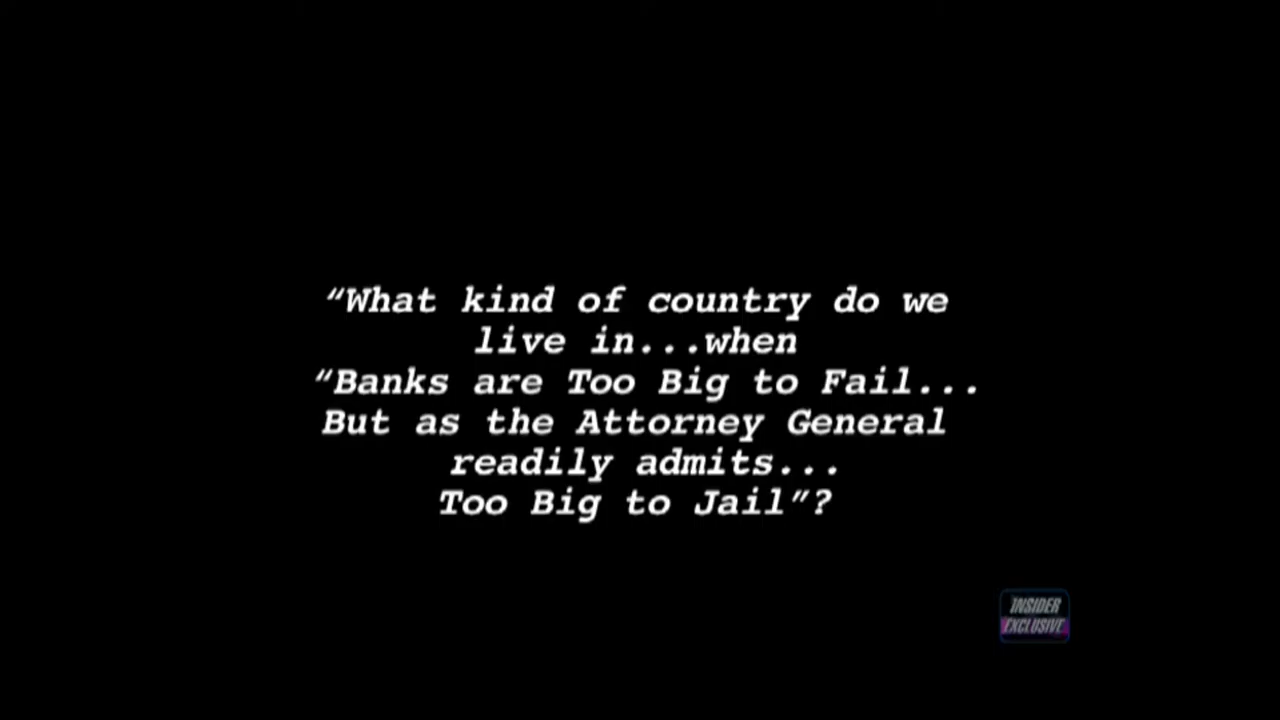 “What kind of country do we
live in...when
“Banks are Too Big to Fail...
But as the Attorney General
readily admits...
Too Big to Jail”?
INSIDER
EXCLUSIVE